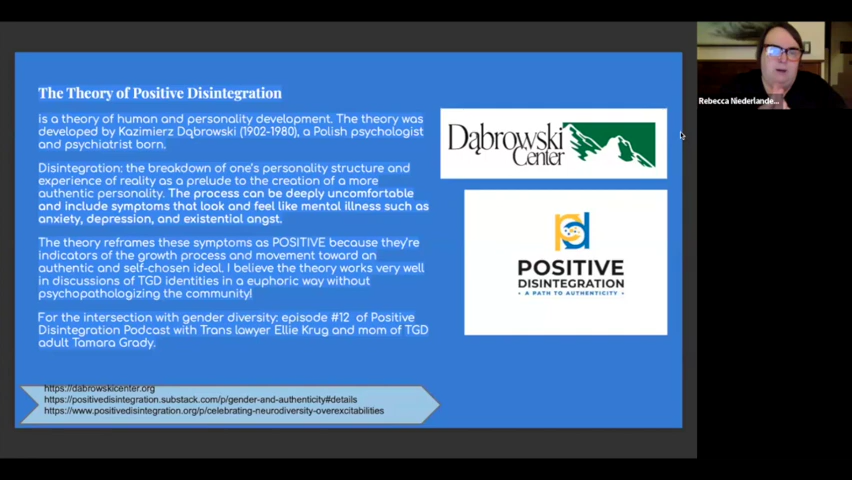 The Theory of Positive Disintegration
is a theory of human and personality development. The theory was
developed by Kazimierz Dąbrowski (1902-1980), a Polish psychologist
and psychiatrist born.
Disintegration: the breakdown of one's personality structure and
experience of reality as a prelude to the creation of a more
authentic personality. The process can be deeply uncomfortable
and include symptoms that look and feel like mental illness such as
anxiety, depression, and existential angst.
The theory reframes these symptoms as POSITIVE because they're
indicators of the growth process and movement toward an
authentic and self-chosen ideal. I believe the theory works very well
in discussions of TGD identities in a euphoric way without
psychopathologizing the community!
For the intersection with gender diversity: episode #12 of Positive
Disintegration Podcast with Trans lawyer Ellie Krug and mom of TGD
adult Tamara Grady.
https://dabrowskicenter.org
https://positivedisintegration.substack.com/p/gender-and-authenticity#details
https://www.positivedisintegration.org/p/celebrating-neurodiversity-overexcitabilities
Dąbrowski
Center
pd
POSITIVE
DISINTEGRATION
• A PATH TO AUTHENTICITY •
Rebecca Niederlande...